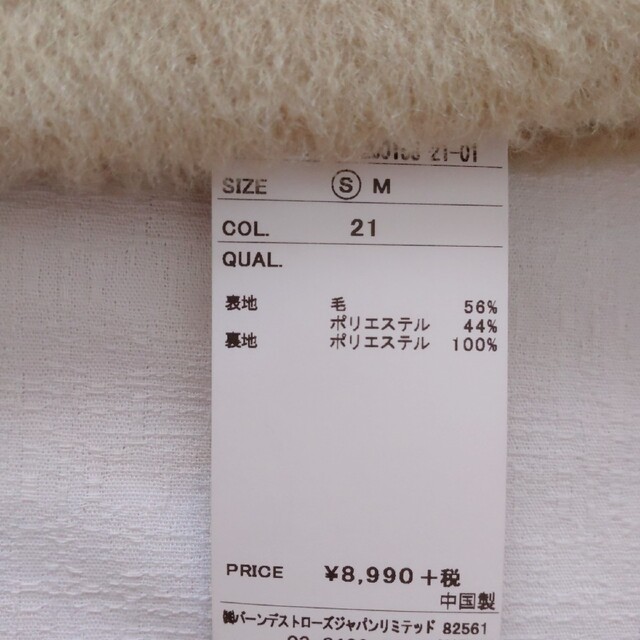 21-01
SIZE Ⓢ M
COL. 21
QUAL.
表地 毛 56%
ポリエステル 44%
裏地 ポリエステル 100%
PRICE ¥8,990+税
中国製
㈱バーンデストローズジャパンリミテッド 82561